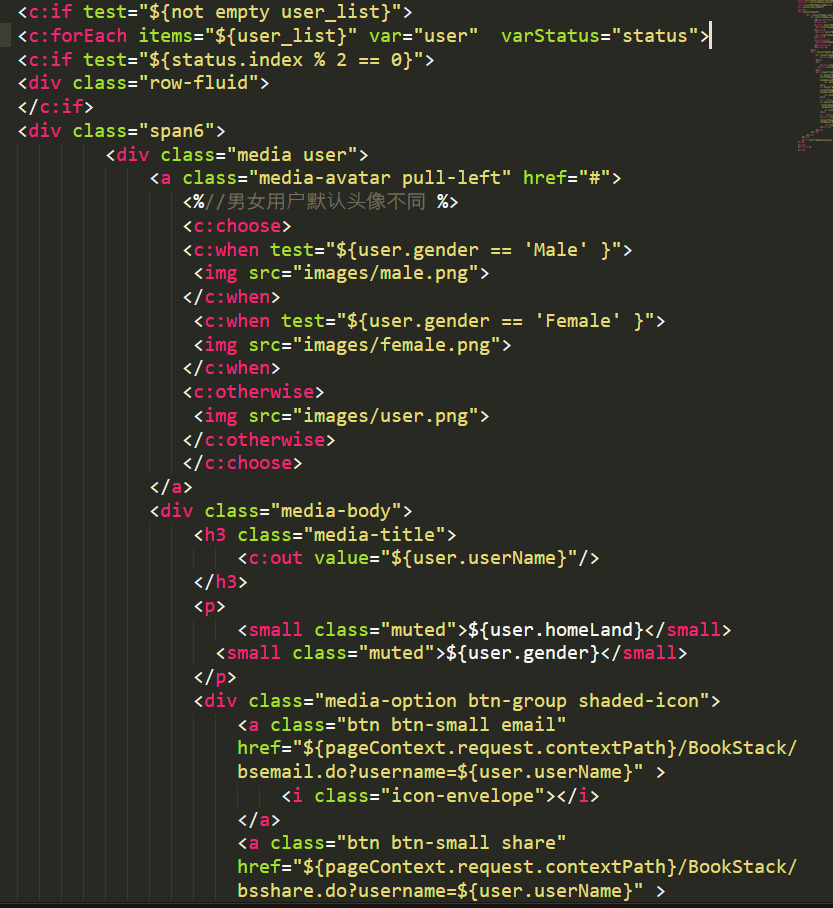 <c:if test="${not empty user_list}">
<c:forEach items="${user_list}" var="user"  varStatus="status">
<c:if test="${status.index % 2 == 0}">
<div class="row-fluid">
</c:if>
<div class="span6">
<div class="media user">
<a class="media-avatar pull-left" href="#">
<%//男女用户默认头像不同 %>
<c:choose>
<c:when test="${user.gender == 'Male' }">
<img src="images/male.png">
</c:when>
<c:when test="${user.gender == 'Female' }">
<img src="images/female.png">
</c:when>
<c:otherwise>
<img src="images/user.png">
</c:otherwise>
</c:choose>
</a>
<div class="media-body">
<h3 class="media-title">
<c:out value="${user.userName}"/>
</h3>
<p>
<small class="muted">${user.homeLand}</small>
<small class="muted">${user.gender}</small>
</p>
<div class="media-option btn-group shaded-icon">
<a class="btn btn-small email"
href="${pageContext.request.contextPath}/BookStack/
bsemail.do?username=${user.userName}" >
<i class="icon-envelope"></i>
</a>
<a class="btn btn-small share"
href="${pageContext.request.contextPath}/BookStack/
bsshare.do?username=${user.userName}" >